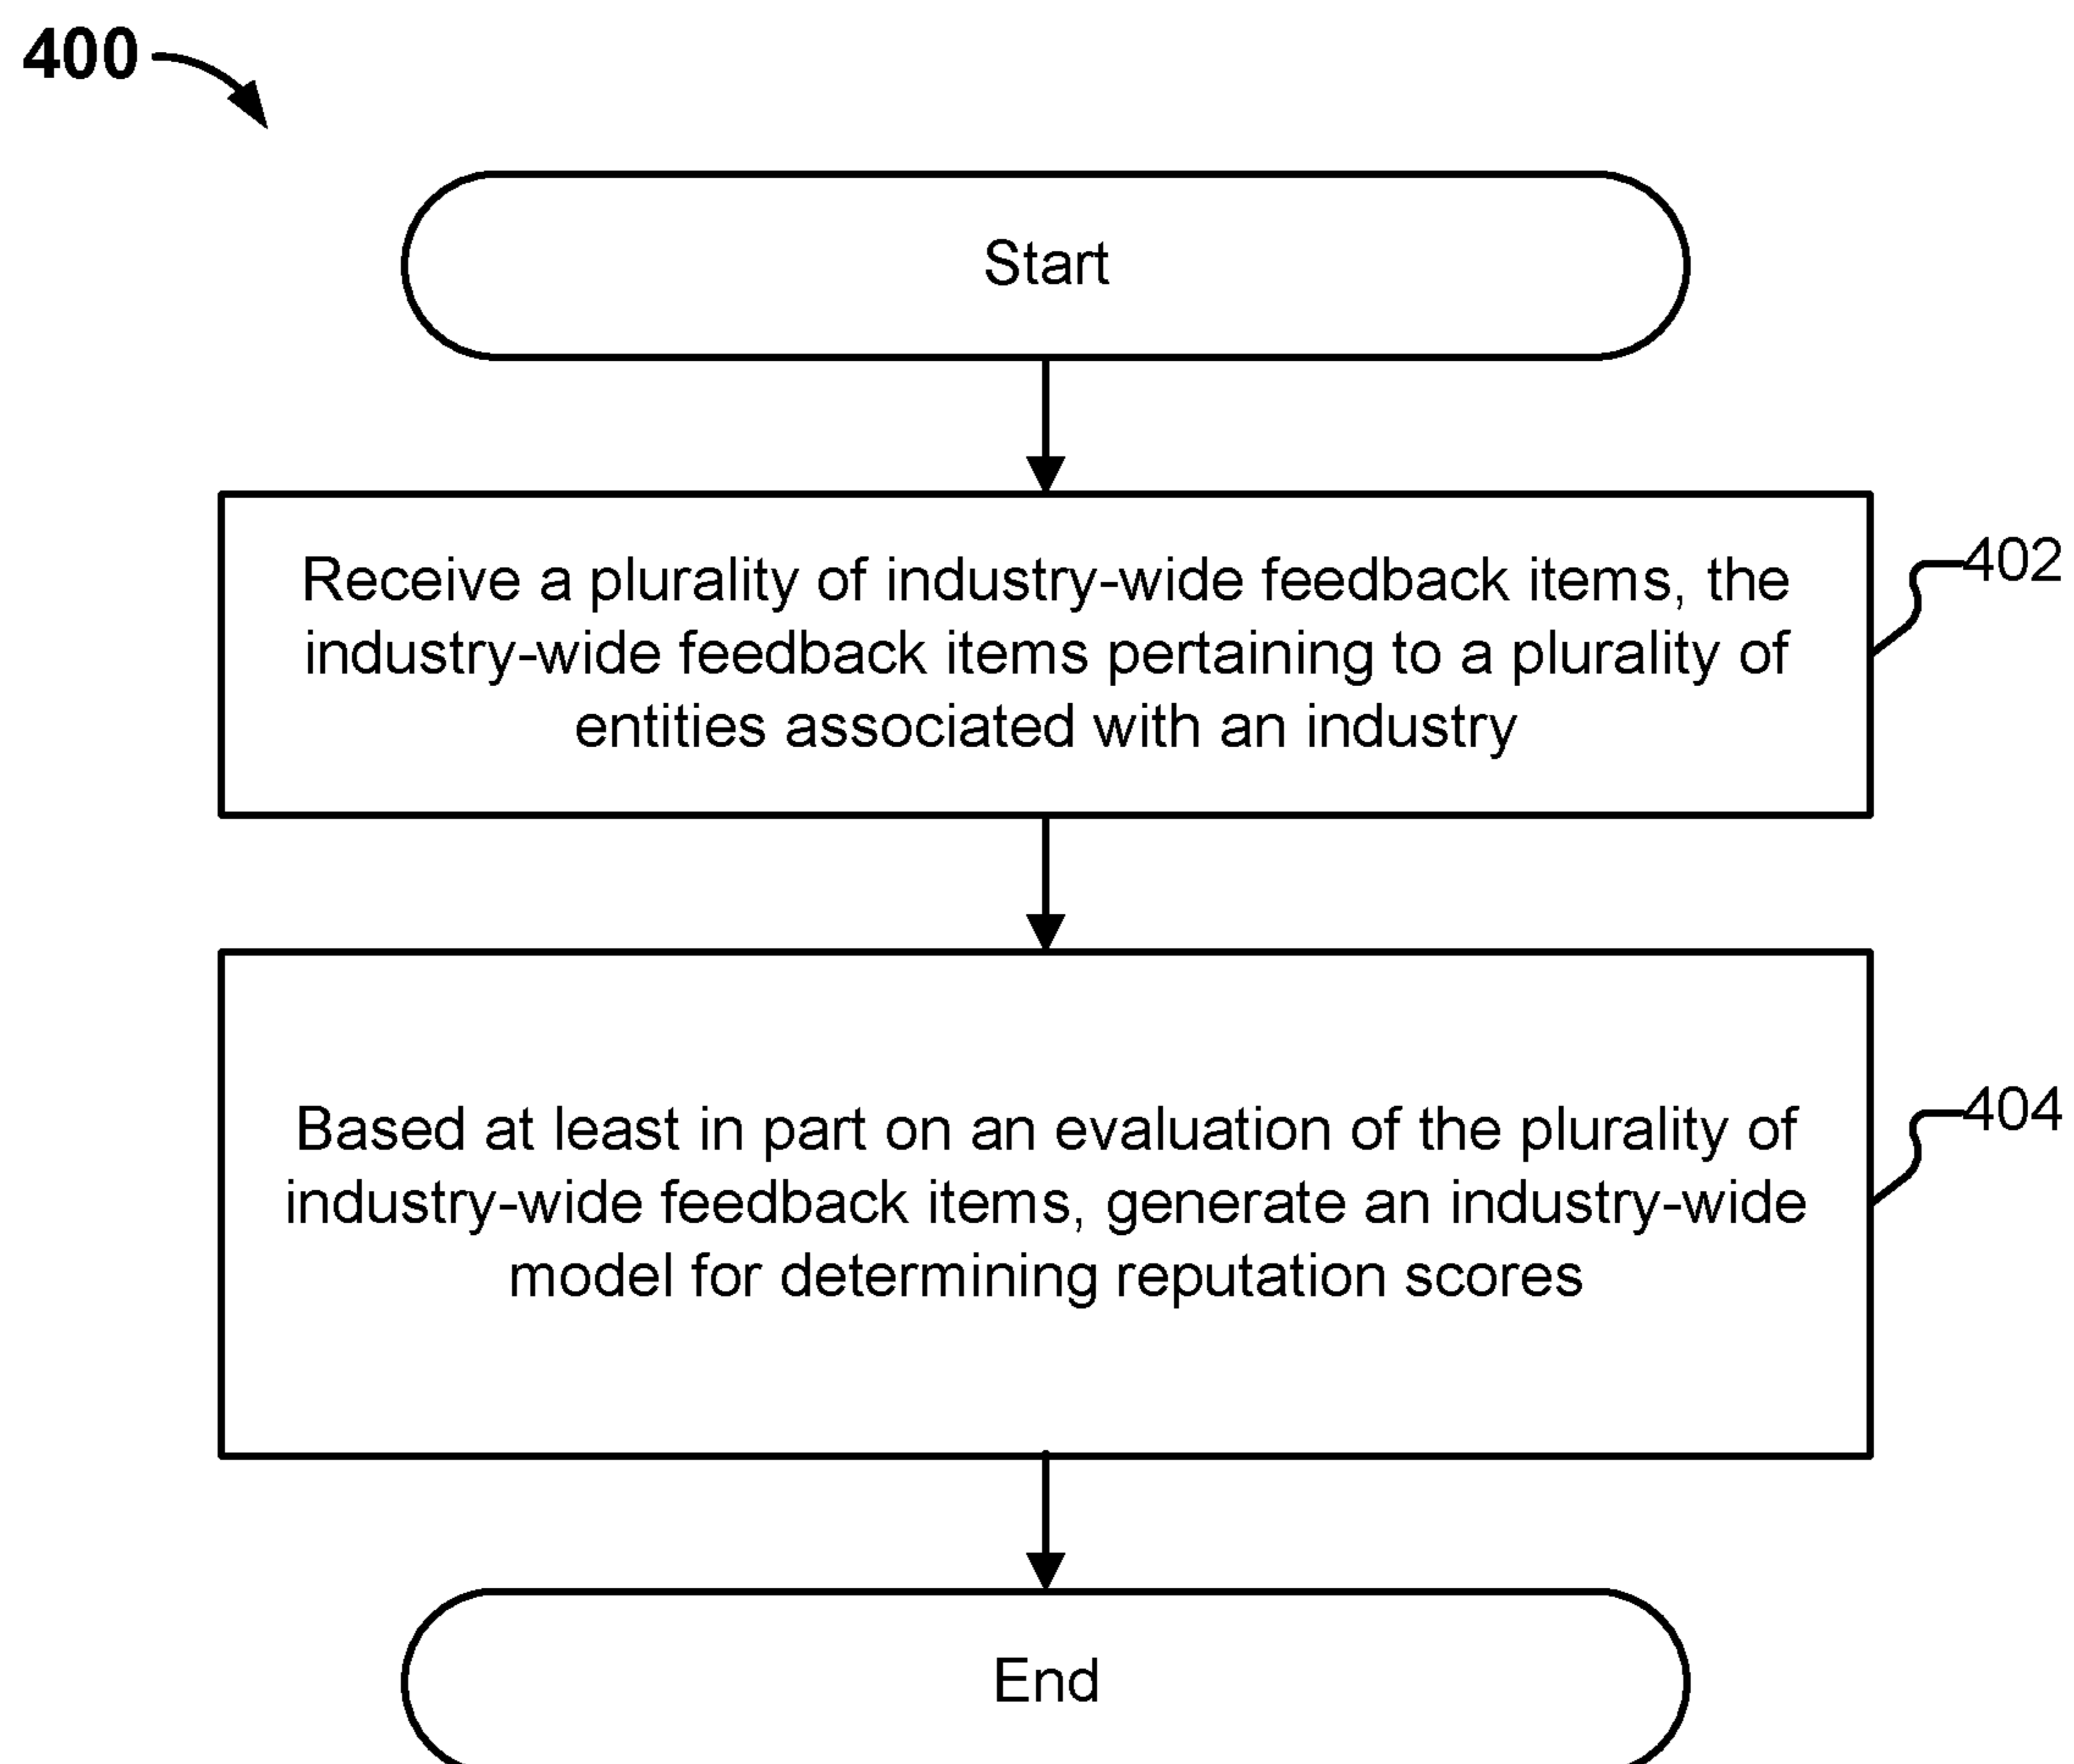 400
Start
Receive a plurality of industry-wide feedback items, the
industry-wide feedback items pertaining to a plurality of
entities associated with an industry
402
Based at least in part on an evaluation of the plurality of
industry-wide feedback items, generate an industry-wide
model for determining reputation scores
404
End